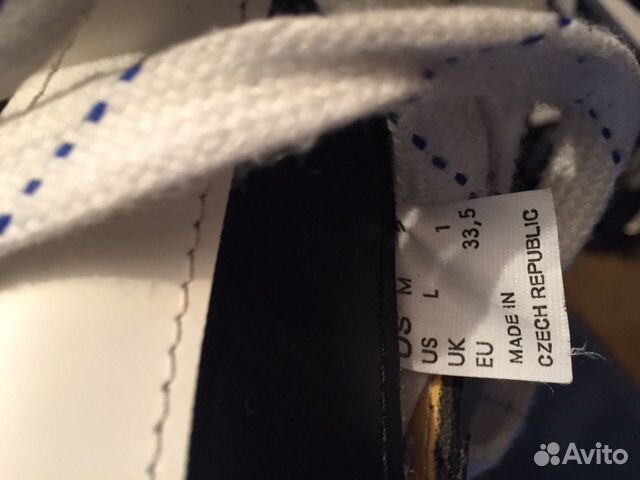 US M
US L
UK 1
EU 33,5
MADE IN
CZECH REPUBLIC
Avito